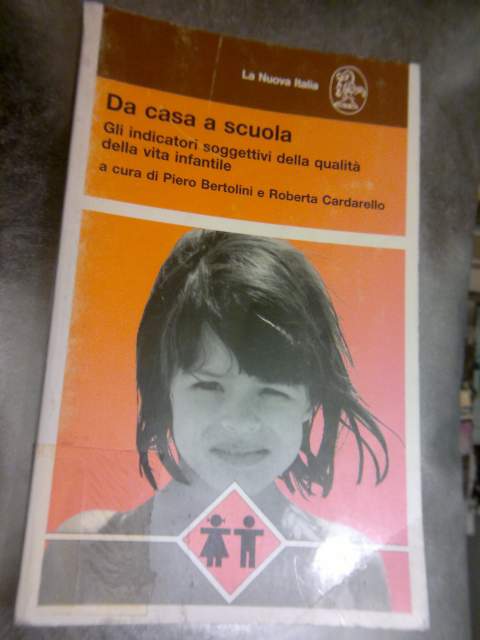 La Nuova Italia
Da casa a scuola
Gli indicatori soggettivi della qualità
della vita infantile
a cura di Piero Bertolini e Roberta Cardarello